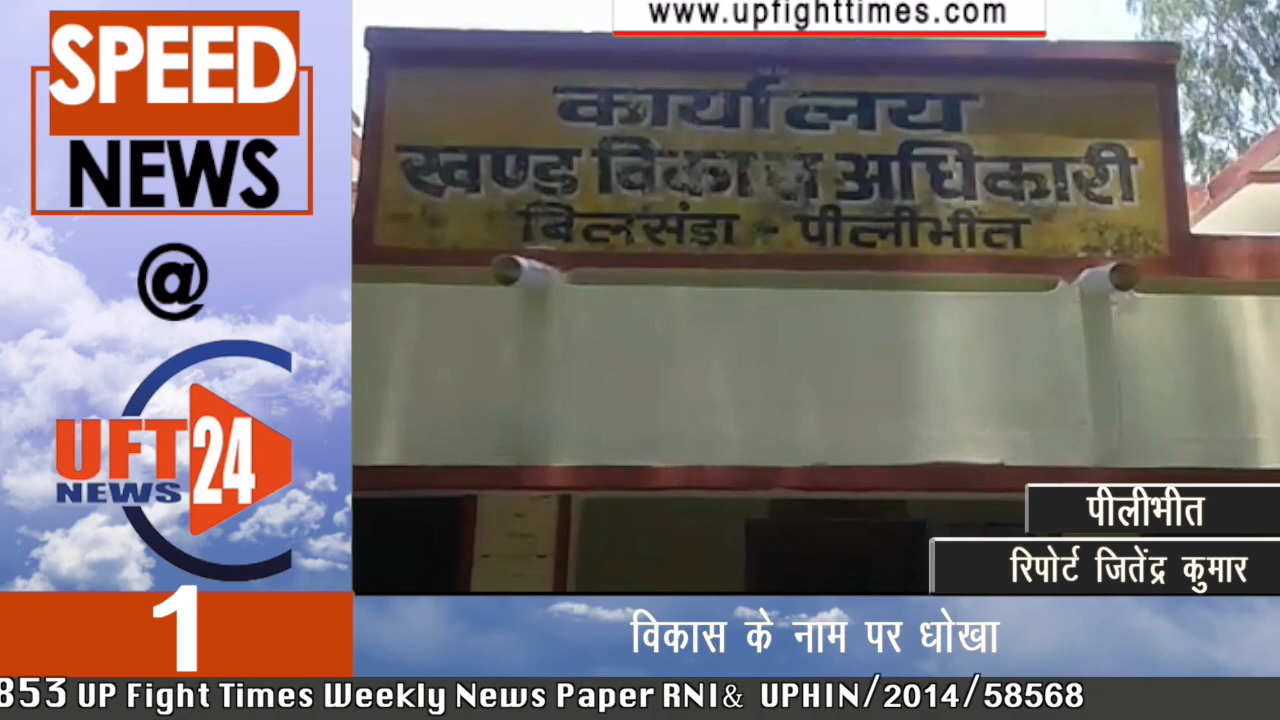 www.upfighttimes.com
SPEED
NEWS
@
UFT
NEWS
24
1
कार्यालय
खण्ड विकास अधिकारी
बिलसंडा - पीलीभीत
पीलीभीत
रिपोर्ट जितेंद्र कुमार
विकास के नाम पर धोखा
853 UP Fight Times Weekly News Paper RNI& UPHIN/2014/58568